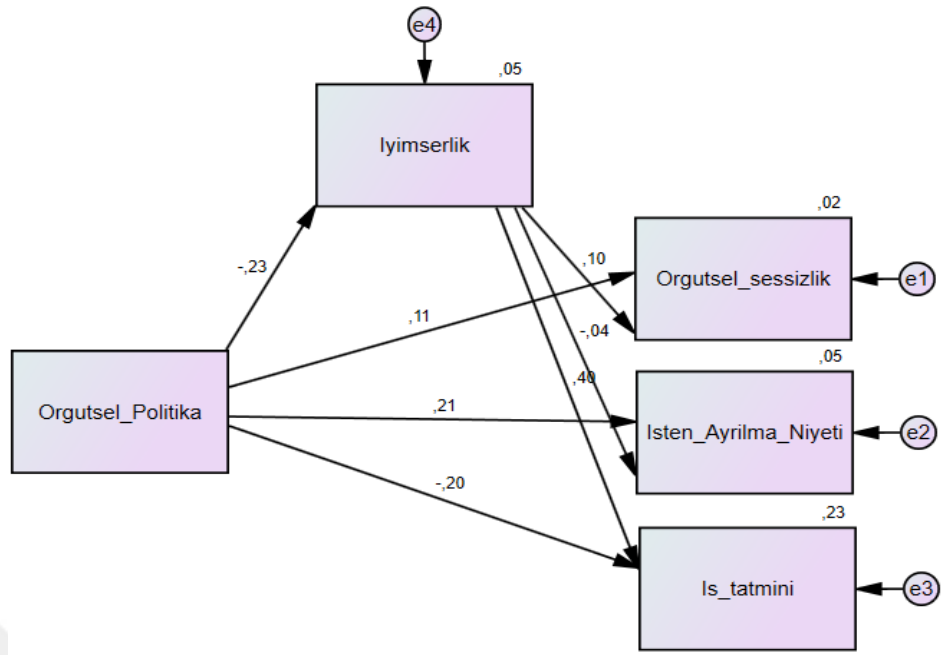 e4
,05
Iyimserlik
,02
-,23
,10
Orgutsel_sessizlik
e1
,11
-,04
,05
,40
Orgutsel_Politika
,21
Isten_Ayrilma_Niyeti
e2
-,20
,23
Is_tatmini
e3